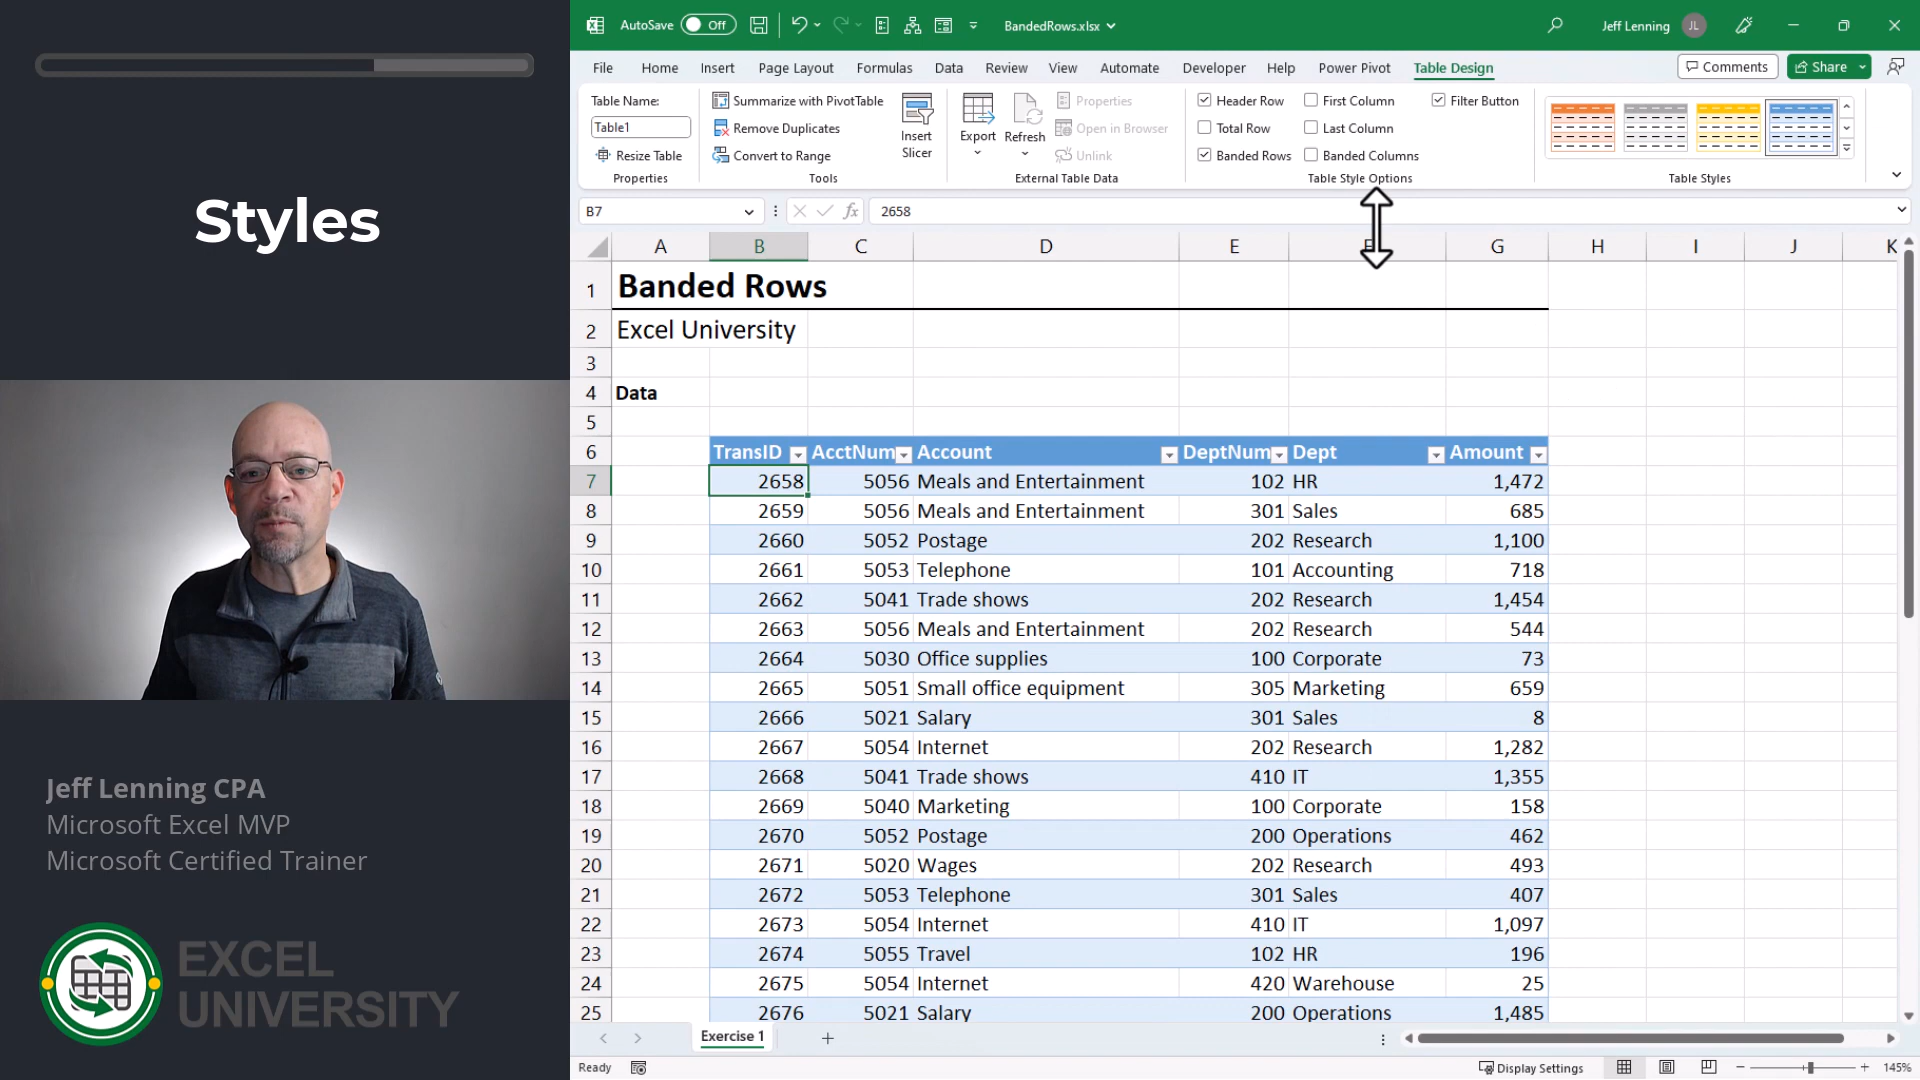 Styles
Jeff Lenning CPA
Microsoft Excel MVP
Microsoft Certified Trainer
EXCEL
UNIVERSITY
AutoSave Off
BandedRows.xlsx
Jeff Lenning JL
File Home Insert Page Layout Formulas Data Review View Automate Developer Help Power Pivot Table Design Comments Share
Table Name:
Table1
Resize Table
Properties
Summarize with PivotTable
Remove Duplicates
Convert to Range
Insert
Slicer
Tools
Export Refresh
Properties
Open in Browser
Unlink
External Table Data
Header Row First Column Filter Button
Total Row Last Column
Banded Rows Banded Columns
Table Style Options
Table Styles
B7 fx 2658
A B C D E F G H I J K
1 Banded Rows
2 Excel University
3
4 Data
5
6 TransID AcctNum Account DeptNum Dept Amount
7 2658 5056 Meals and Entertainment 102 HR 1,472
8 2659 5056 Meals and Entertainment 301 Sales 685
9 2660 5052 Postage 202 Research 1,100
10 2661 5053 Telephone 101 Accounting 718
11 2662 5041 Trade shows 202 Research 1,454
12 2663 5056 Meals and Entertainment 202 Research 544
13 2664 5030 Office supplies 100 Corporate 73
14 2665 5051 Small office equipment 305 Marketing 659
15 2666 5021 Salary 301 Sales 8
16 2667 5054 Internet 202 Research 1,282
17 2668 5041 Trade shows 410 IT 1,355
18 2669 5040 Marketing 100 Corporate 158
19 2670 5052 Postage 200 Operations 462
20 2671 5020 Wages 202 Research 493
21 2672 5053 Telephone 301 Sales 407
22 2673 5054 Internet 410 IT 1,097
23 2674 5055 Travel 102 HR 196
24 2675 5054 Internet 420 Warehouse 25
25 2676 5021 Salary 200 Operations 1,485
Exercise 1
Ready Display Settings 145%